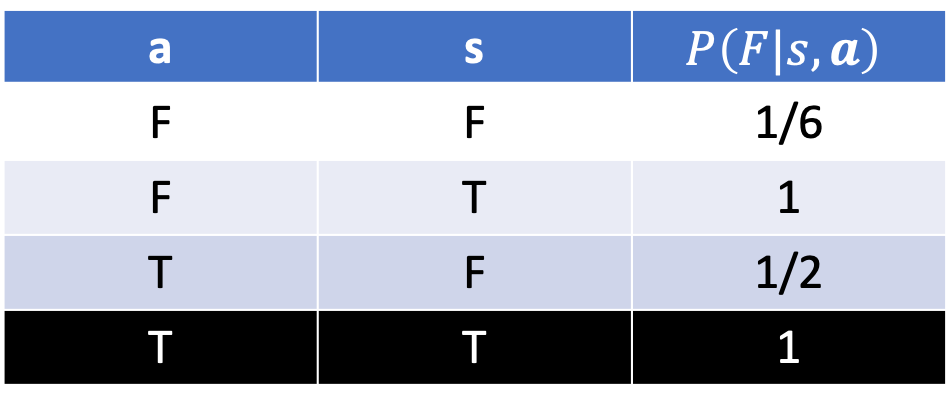 a s P(F|s, a)
F F 1/6
F T 1
T F 1/2
T T 1